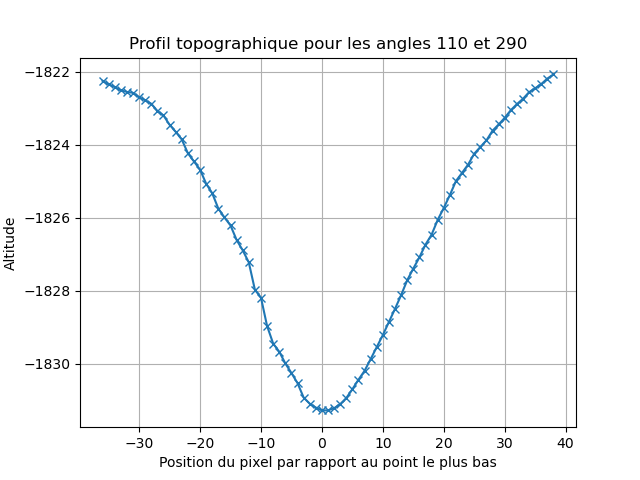 Profil topographique pour les angles 110 et 290
−1822
−1824
−1826
−1828
−1830
Altitude
−30 −20 −10 0 10 20 30 40
Position du pixel par rapport au point le plus bas